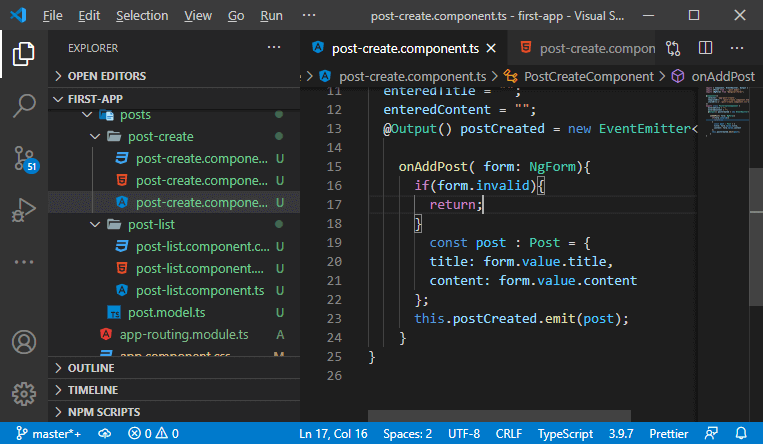 File Edit Selection View Go Run ··· post-create.component.ts - first-app - Visual S...
EXPLORER ···
OPEN EDITORS
FIRST-APP
posts
post-create
post-create.compone... U
post-create.compone... U
post-create.compone... U
post-list
post-list.component.c... U
post-list.component.... U
post-list.component.ts U
post.model.ts U
app-routing.module.ts A
app.component.css M
OUTLINE
TIMELINE
NPM SCRIPTS
51
post-create.component.ts post-create.compon
e > post-create.component.ts > PostCreateComponent > onAddPost
11 enteredTitle = "";
12 enteredContent = "";
13 @Output() postCreated = new EventEmitter<
14
15 onAddPost( form: NgForm){
16 if(form.invalid){
17 return;
18 }
19 const post : Post = {
20 title: form.value.title,
21 content: form.value.content
22 };
23 this.postCreated.emit(post);
24 }
25 }
26
master*+ 0 0 Ln 17, Col 16 Spaces: 2 UTF-8 CRLF TypeScript 3.9.7 Prettier